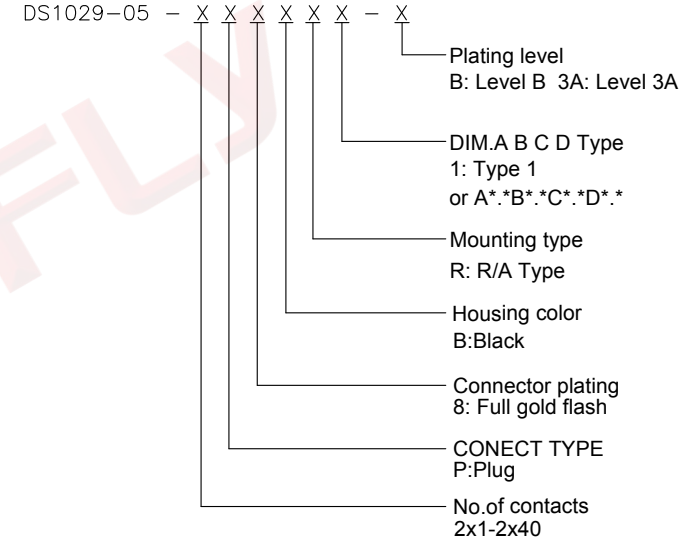 DS1029-05 - X X X X X X - X
Plating level
B: Level B 3A: Level 3A
DIM.A B C D Type
1: Type 1
or A*.*B*.*C*.*D*.*
Mounting type
R: R/A Type
Housing color
B:Black
Connector plating
8: Full gold flash
CONECT TYPE
P:Plug
No.of contacts
2x1-2x40
FLY